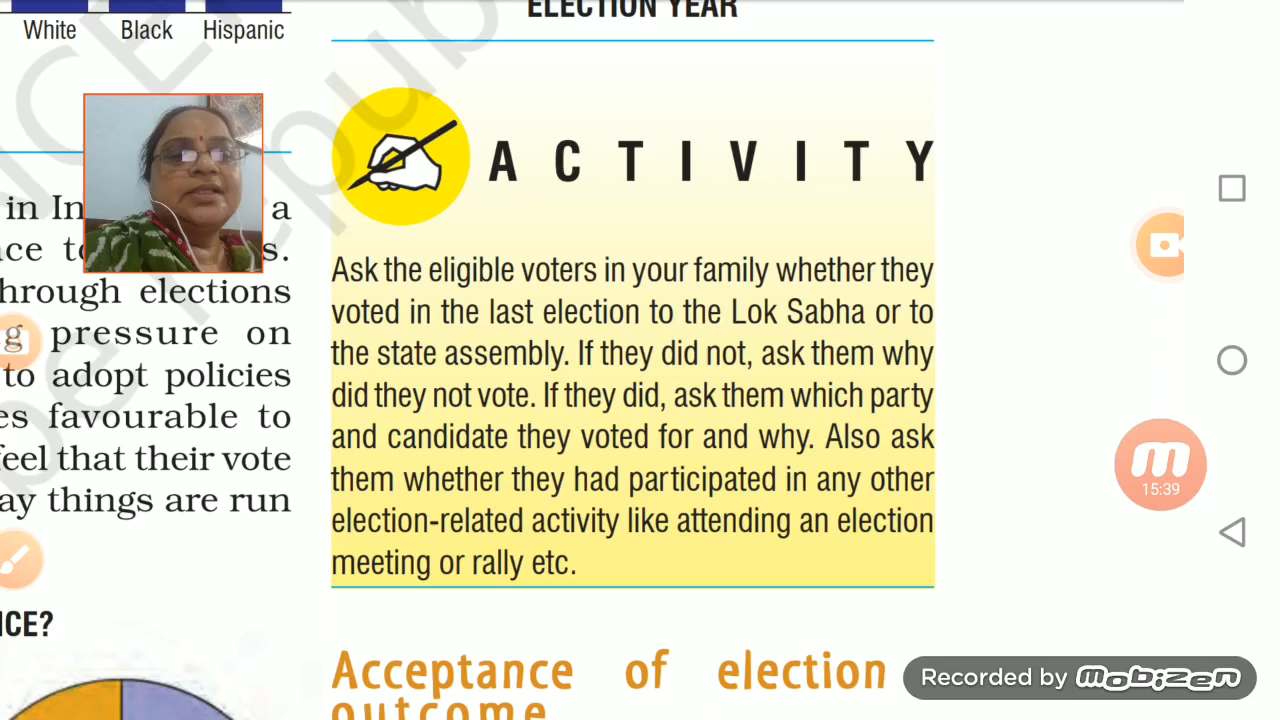 White Black Hispanic
in In a
nce to s.
hrough elections
g pressure on
to adopt policies
es favourable to
feel that their vote
ay things are run
ICE?
ELECTION YEAR
ACTIVITY
Ask the eligible voters in your family whether they
voted in the last election to the Lok Sabha or to
the state assembly. If they did not, ask them why
did they not vote. If they did, ask them which party
and candidate they voted for and why. Also ask
them whether they had participated in any other
election-related activity like attending an election
meeting or rally etc.
Acceptance of election
outcome
15:39
Recorded by mobizen